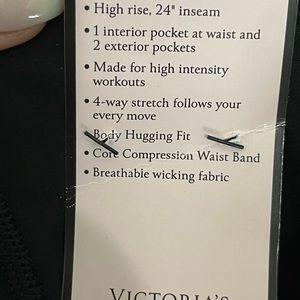 • High rise, 24" inseam
• 1 interior pocket at waist and
2 exterior pockets
• Made for high intensity
workouts
• 4-way stretch follows your
every move
• Body Hugging Fit
• Core Compression Waist Band
• Breathable wicking fabric
VICTORIA'S